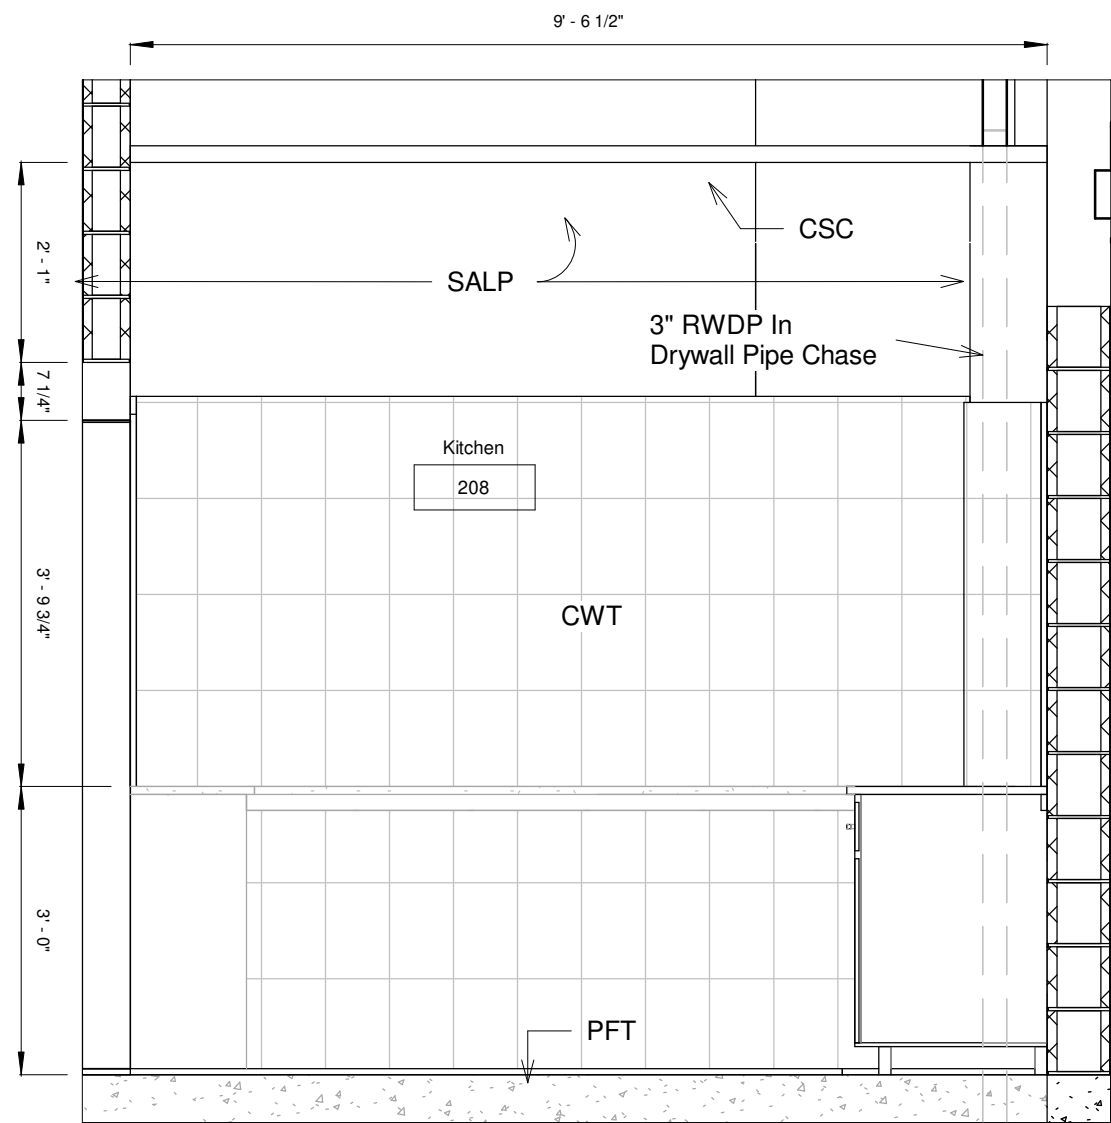 9' - 6 1/2"
CSC
2' - 1"
SALP
3" RWDP In
Drywall Pipe Chase
7 1/4"
Kitchen
208
3' - 9 3/4"
CWT
3' - 0"
PFT